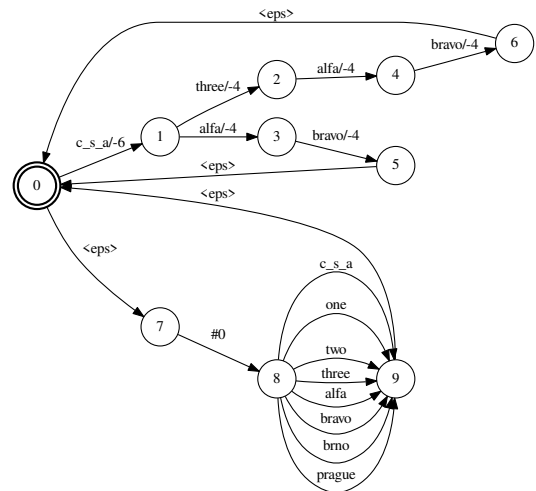 <eps>
6
bravo/-4
three/-4
2
alfa/-4
4
c_s_a/-6
1
alfa/-4
3
bravo/-4
<eps>
5
0
<eps>
<eps>
c_s_a
7
#0
one
two
8
three
9
alfa
bravo
brno
prague